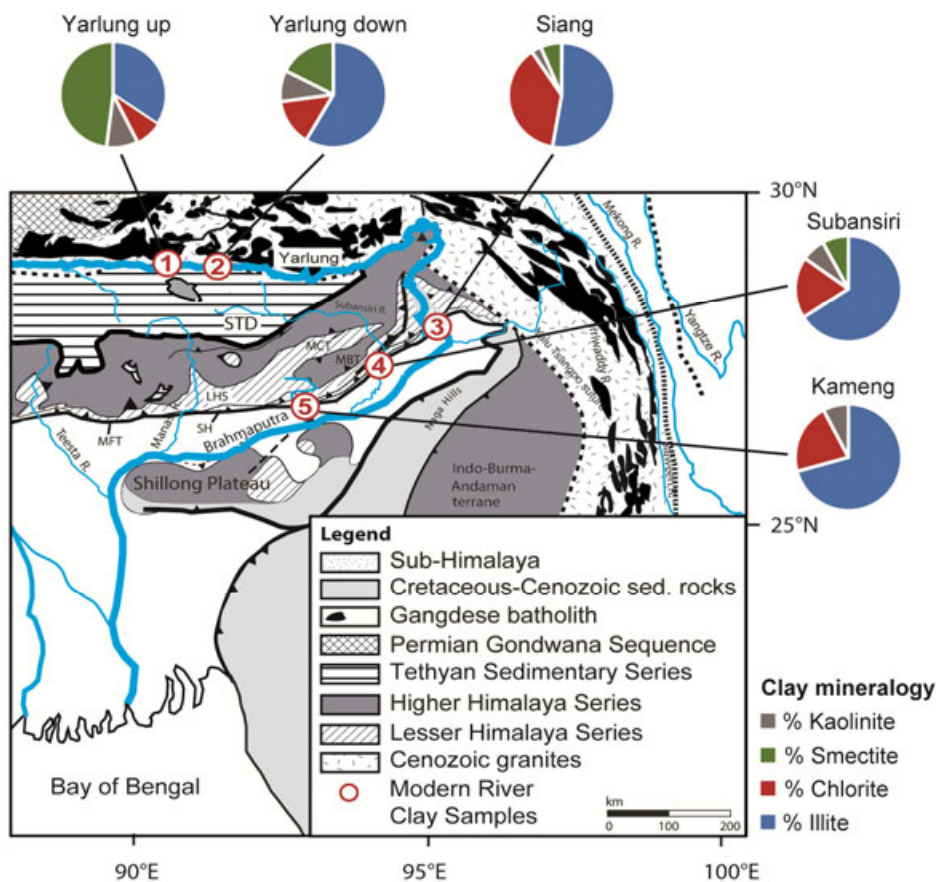 Yarlung up
Yarlung down
Siang
30°N
Subansiri
Kameng
25°N
Mekong R.
Yangtze R.
Yarlung
1
2
3
4
5
STD
Subansiri R.
MCT
MBT
LHS
SH
MFT
Teesta R.
Brahmaputra
Naga Hills
Shillong Plateau
Indo-Burma-
Andaman
terrane
Bay of Bengal
Legend
Sub-Himalaya
Cretaceous-Cenozoic sed. rocks
Gangdese batholith
Permian Gondwana Sequence
Tethyan Sedimentary Series
Higher Himalaya Series
Lesser Himalaya Series
Cenozoic granites
Modern River
Clay Samples
km
0 100 200
Clay mineralogy
% Kaolinite
% Smectite
% Chlorite
% Illite
90°E
95°E
100°E